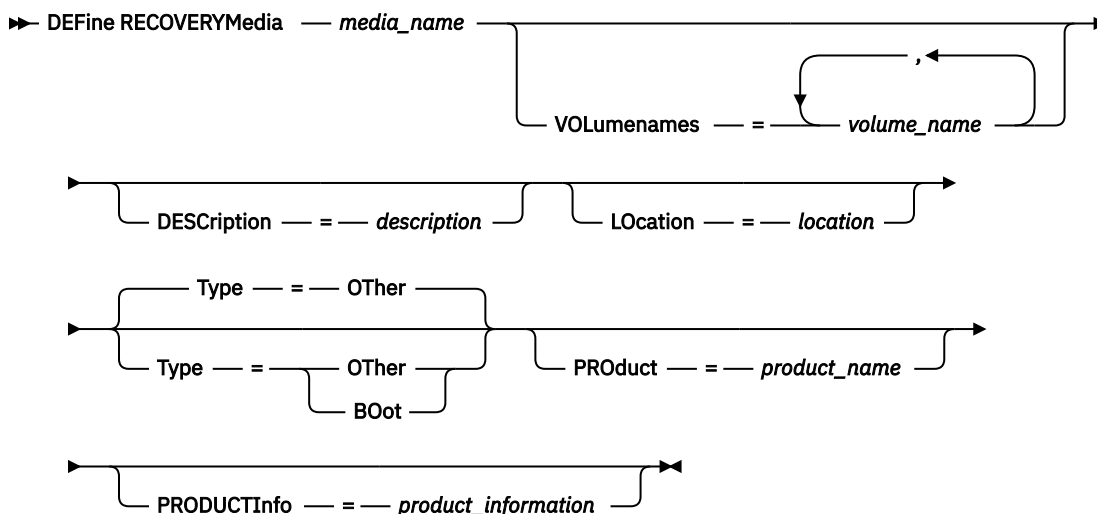 DEFine RECOVERYMedia media_name
,
VOLumenames = volume_name
DESCription = description LOcation = location
Type = OTher
Type = OTher PROduct = product_name
BOot
PRODUCTInfo = product_information